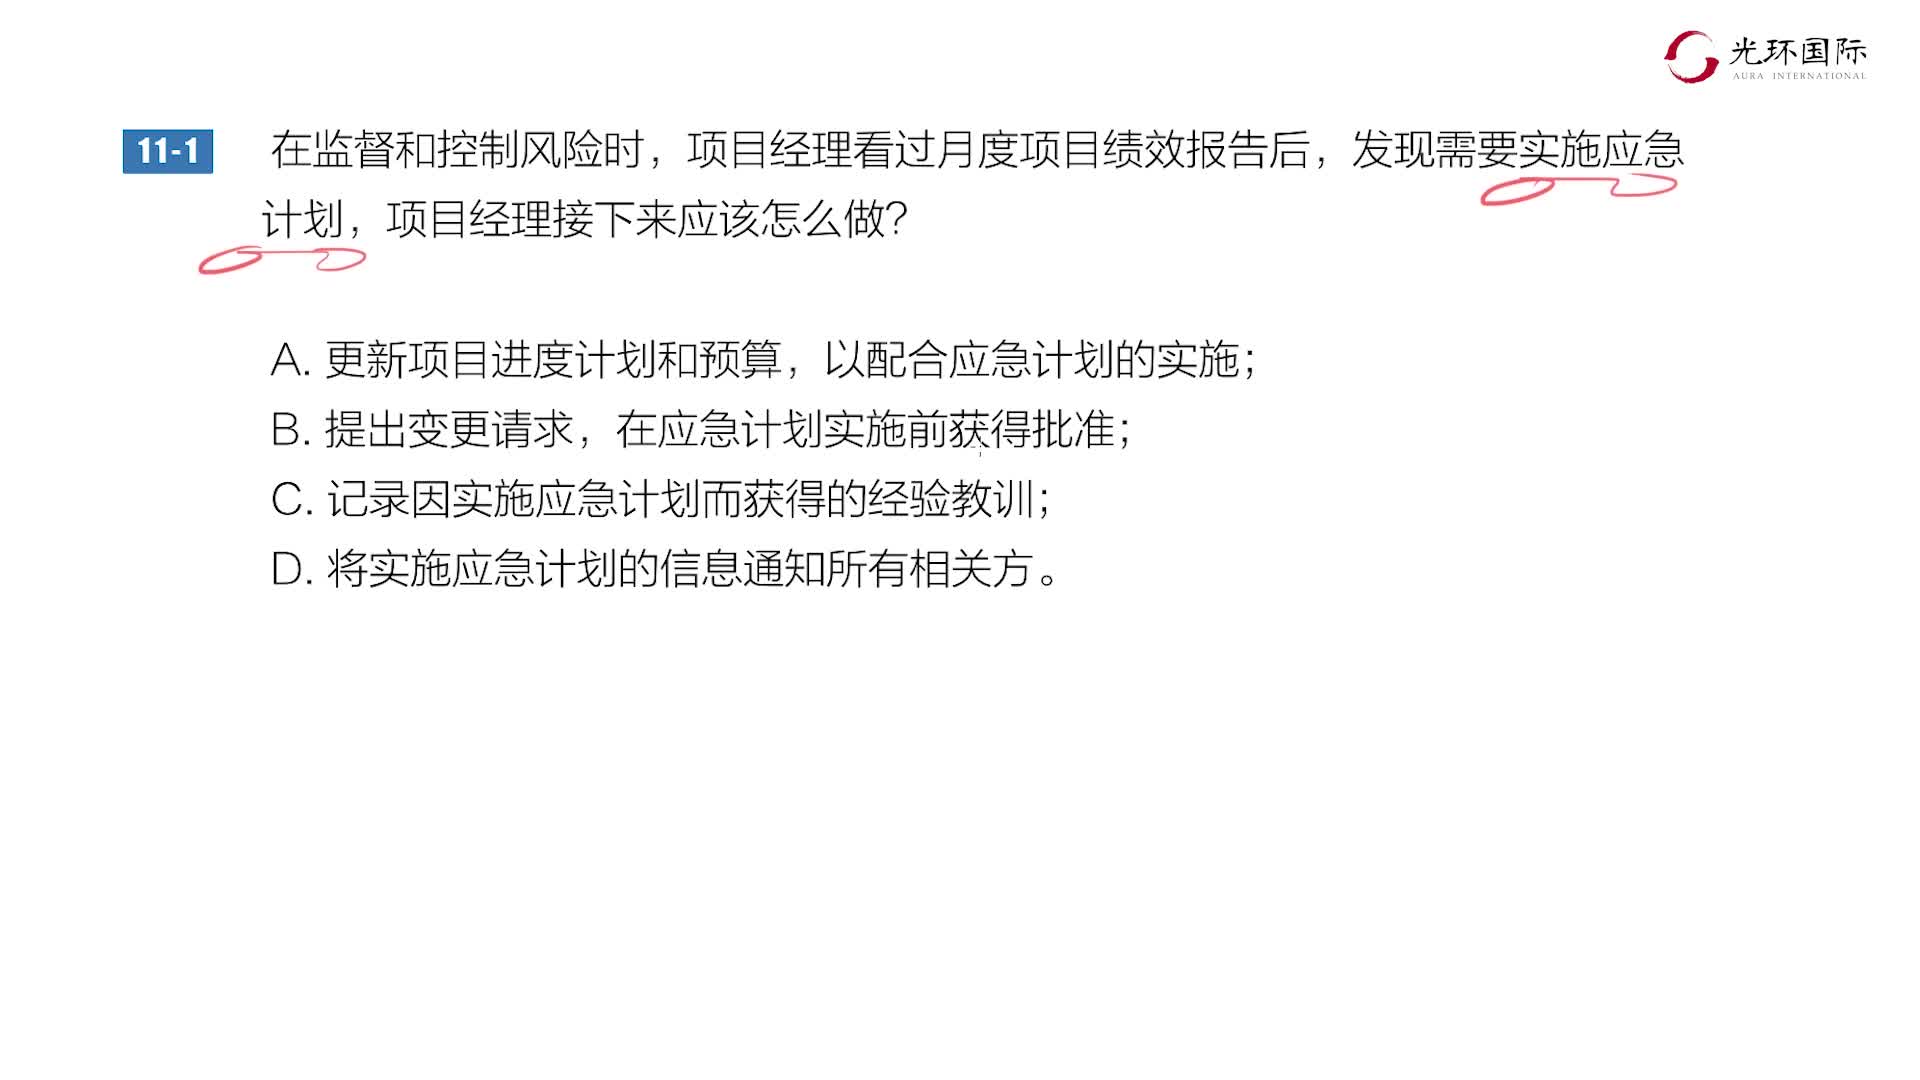 光环国际
AURA INTERNATIONAL
11-1 在监督和控制风险时，项目经理看过月度项目绩效报告后，发现需要实施应急
计划，项目经理接下来应该怎么做？
A. 更新项目进度计划和预算，以配合应急计划的实施；
B. 提出变更请求，在应急计划实施前获得批准；
C. 记录因实施应急计划而获得的经验教训；
D. 将实施应急计划的信息通知所有相关方。